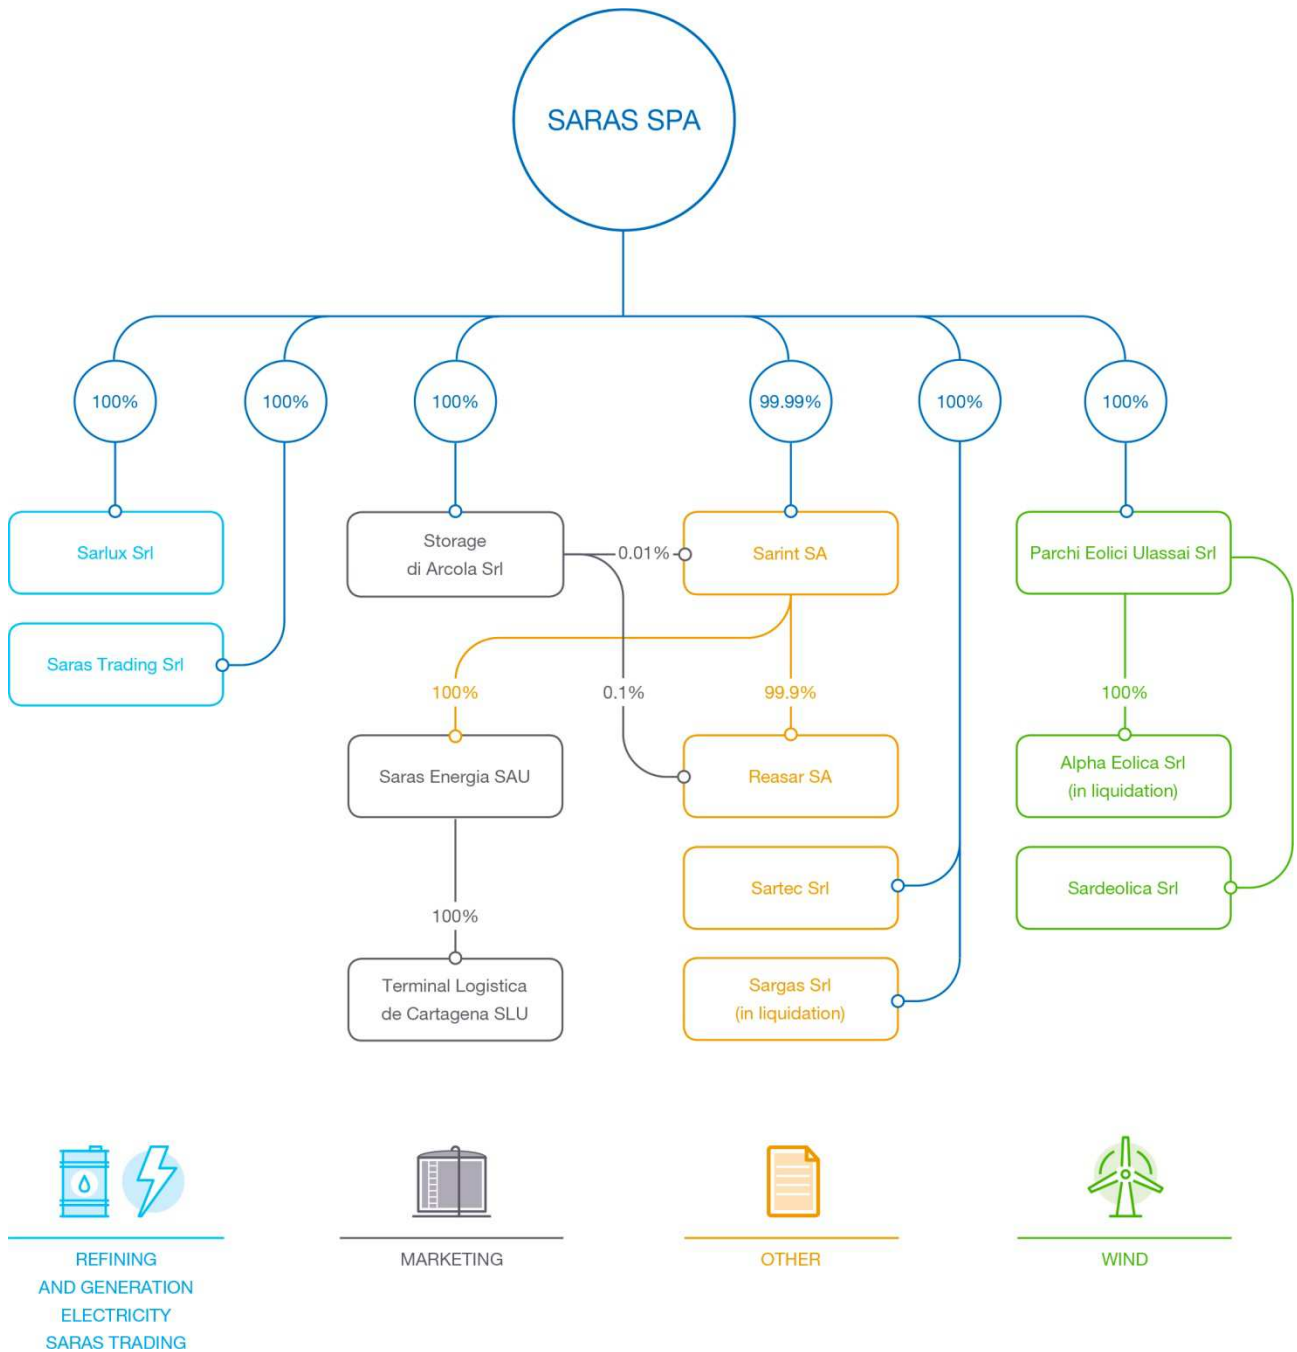 SARAS SPA
100%
100%
100%
99.99%
100%
100%
Sarlux Srl
Storage
di Arcola Srl
0.01%
Sarint SA
Parchi Eolici Ulassai Srl
Saras Trading Srl
100%
0.1%
99.9%
100%
Saras Energia SAU
Reasar SA
Alpha Eolica Srl
(in liquidation)
Sartec Srl
Sardeolica Srl
100%
Terminal Logistica
de Cartagena SLU
Sargas Srl
(in liquidation)
REFINING
AND GENERATION
ELECTRICITY
SARAS TRADING
MARKETING
OTHER
WIND